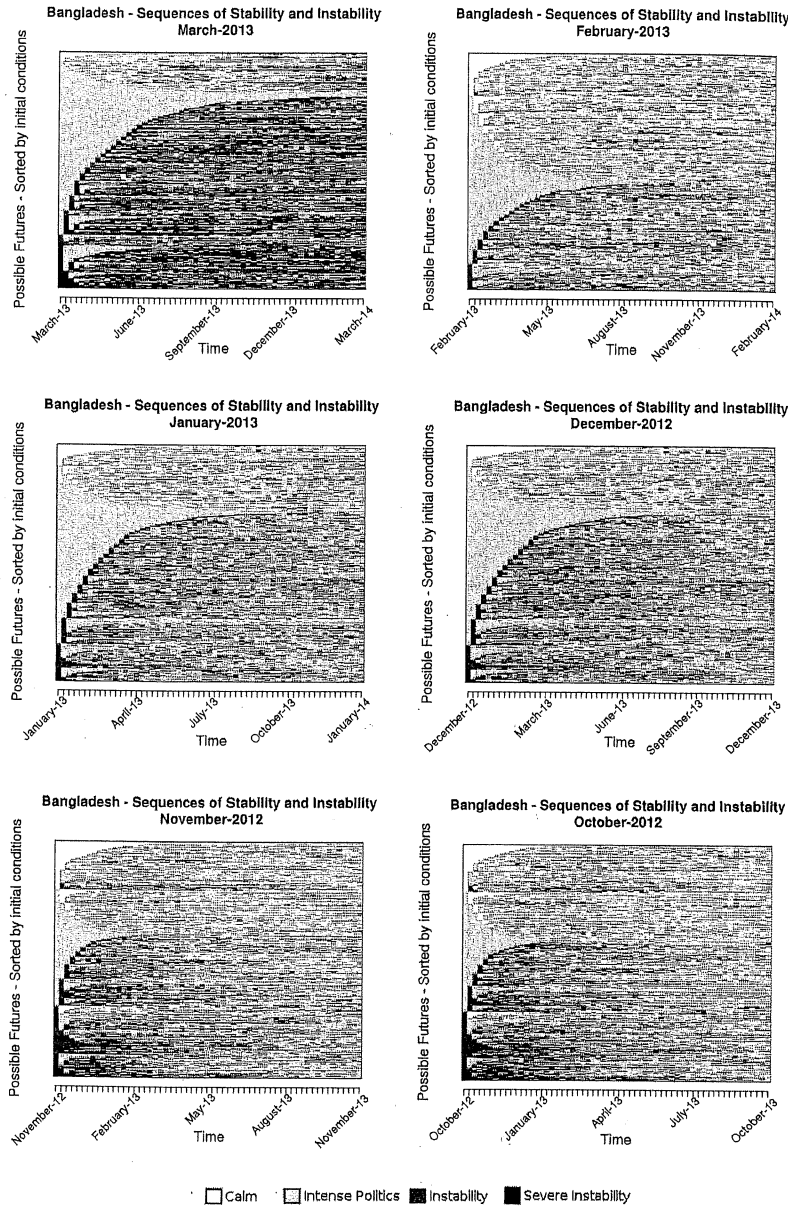 Bangladesh - Sequences of Stability and Instability
March-2013
Possible Futures - Sorted by initial conditions
March-13
June-13
September-13
December-13
March-14
Time
Bangladesh - Sequences of Stability and Instability
February-2013
Possible Futures - Sorted by initial conditions
February-13
May-13
August-13
November-13
February-14
Time
Bangladesh - Sequences of Stability and Instability
January-2013
Possible Futures - Sorted by initial conditions
January-13
April-13
July-13
October-13
January-14
Time
Bangladesh - Sequences of Stability and Instability
December-2012
Possible Futures - Sorted by initial conditions
December-12
March-13
June-13
September-13
December-13
Time
Bangladesh - Sequences of Stability and Instability
November-2012
Possible Futures - Sorted by initial conditions
November-12
February-13
May-13
August-13
November-13
Time
Bangladesh - Sequences of Stability and Instability
October-2012
Possible Futures - Sorted by initial conditions
October-12
January-13
April-13
July-13
October-13
Time
Calm Intense Politics Instability Severe Instability